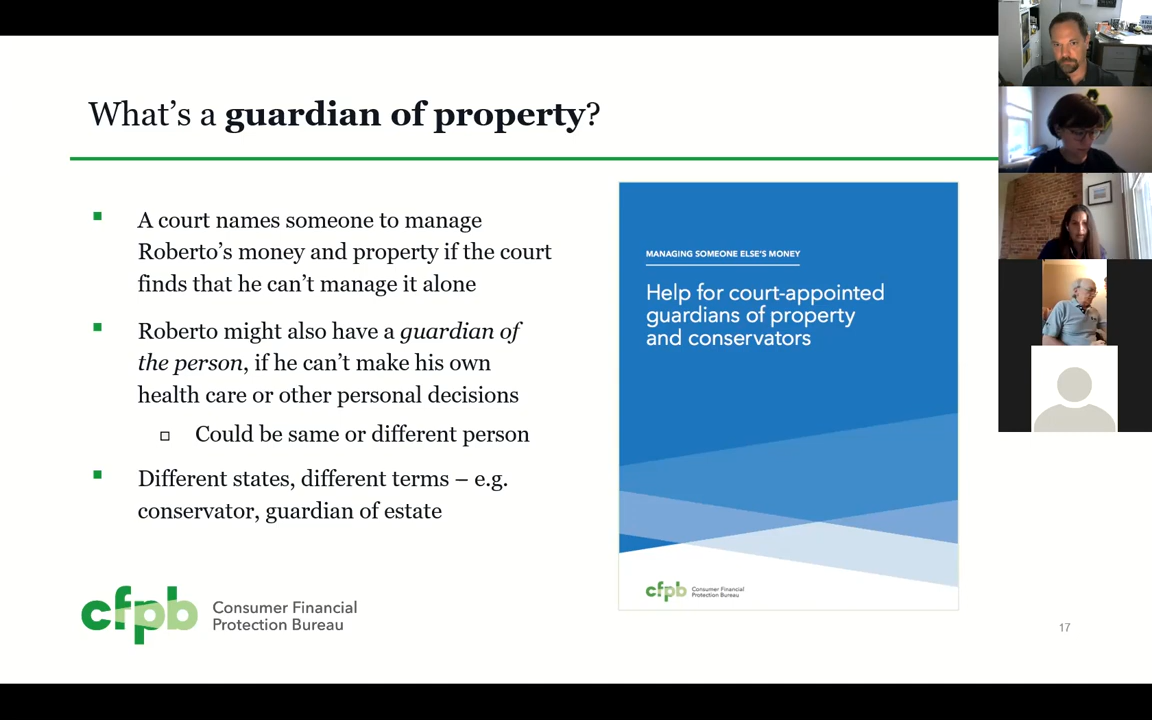 What’s a guardian of property?
A court names someone to manage
Roberto’s money and property if the court
finds that he can’t manage it alone
Roberto might also have a guardian of
the person, if he can’t make his own
health care or other personal decisions
Could be same or different person
Different states, different terms – e.g.
conservator, guardian of estate
cfpb
Consumer Financial
Protection Bureau
MANAGING SOMEONE ELSE’S MONEY
Help for court-appointed
guardians of property
and conservators
cfpb
Consumer Financial
Protection Bureau
17